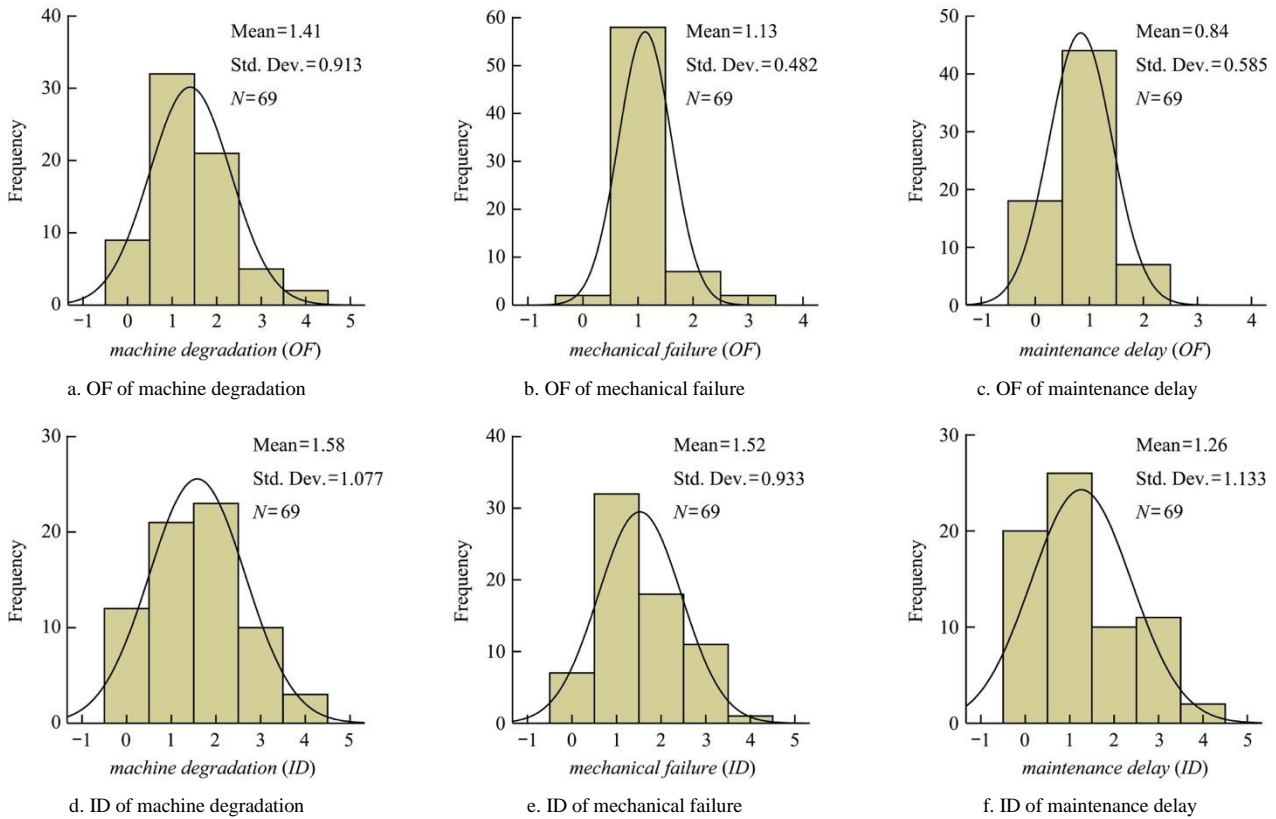 40
30
20
10
0
Frequency
Mean=1.41
Std. Dev.=0.913
N=69
−1 0 1 2 3 4 5
machine degradation (OF)
a. OF of machine degradation
60
50
40
30
20
10
0
Frequency
Mean=1.13
Std. Dev.=0.482
N=69
−1 0 1 2 3 4
mechanical failure (OF)
b. OF of mechanical failure
50
40
30
20
10
0
Frequency
Mean=0.84
Std. Dev.=0.585
N=69
−1 0 1 2 3 4
maintenance delay (OF)
c. OF of maintenance delay
30
20
10
0
Frequency
Mean=1.58
Std. Dev.=1.077
N=69
−1 0 1 2 3 4 5
machine degradation (ID)
d. ID of machine degradation
40
30
20
10
0
Frequency
Mean=1.52
Std. Dev.=0.933
N=69
−1 0 1 2 3 4 5
mechanical failure (ID)
e. ID of mechanical failure
30
20
10
0
Frequency
Mean=1.26
Std. Dev.=1.133
N=69
−1 0 1 2 3 4 5
maintenance delay (ID)
f. ID of maintenance delay